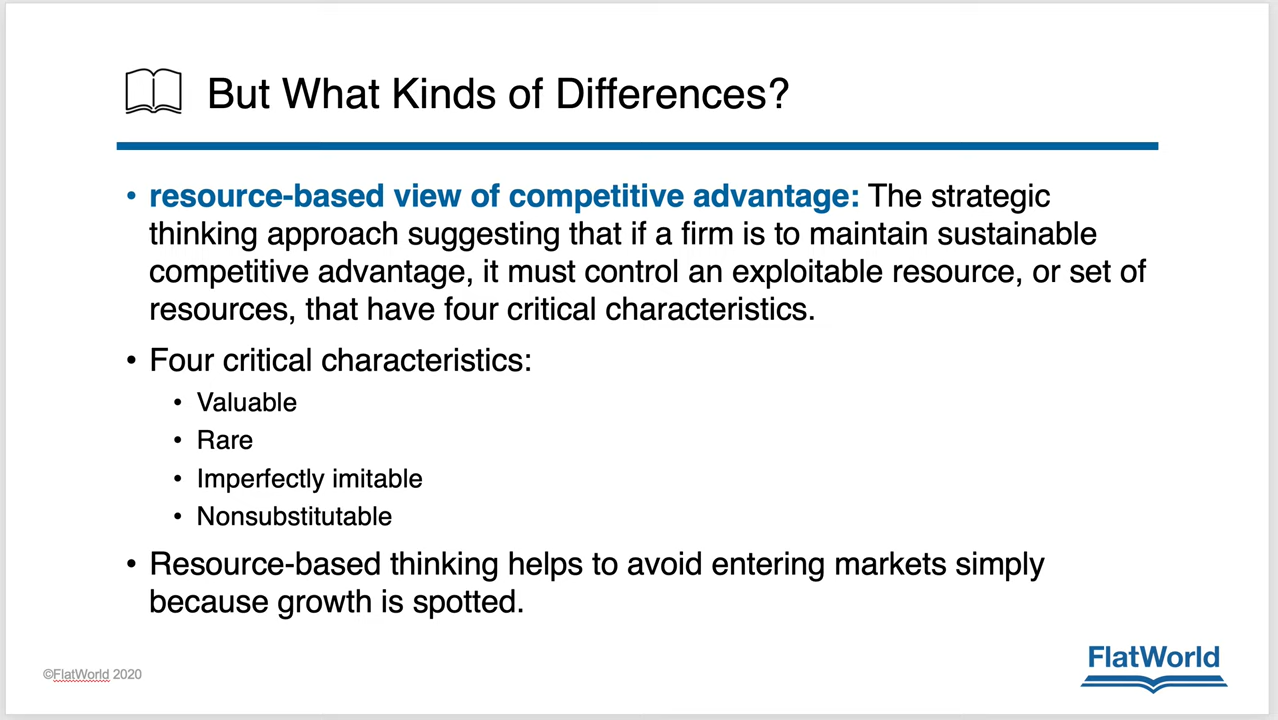 But What Kinds of Differences?
• resource-based view of competitive advantage: The strategic
thinking approach suggesting that if a firm is to maintain sustainable
competitive advantage, it must control an exploitable resource, or set of
resources, that have four critical characteristics.
• Four critical characteristics:
• Valuable
• Rare
• Imperfectly imitable
• Nonsubstitutable
• Resource-based thinking helps to avoid entering markets simply
because growth is spotted.
©FlatWorld 2020
FlatWorld